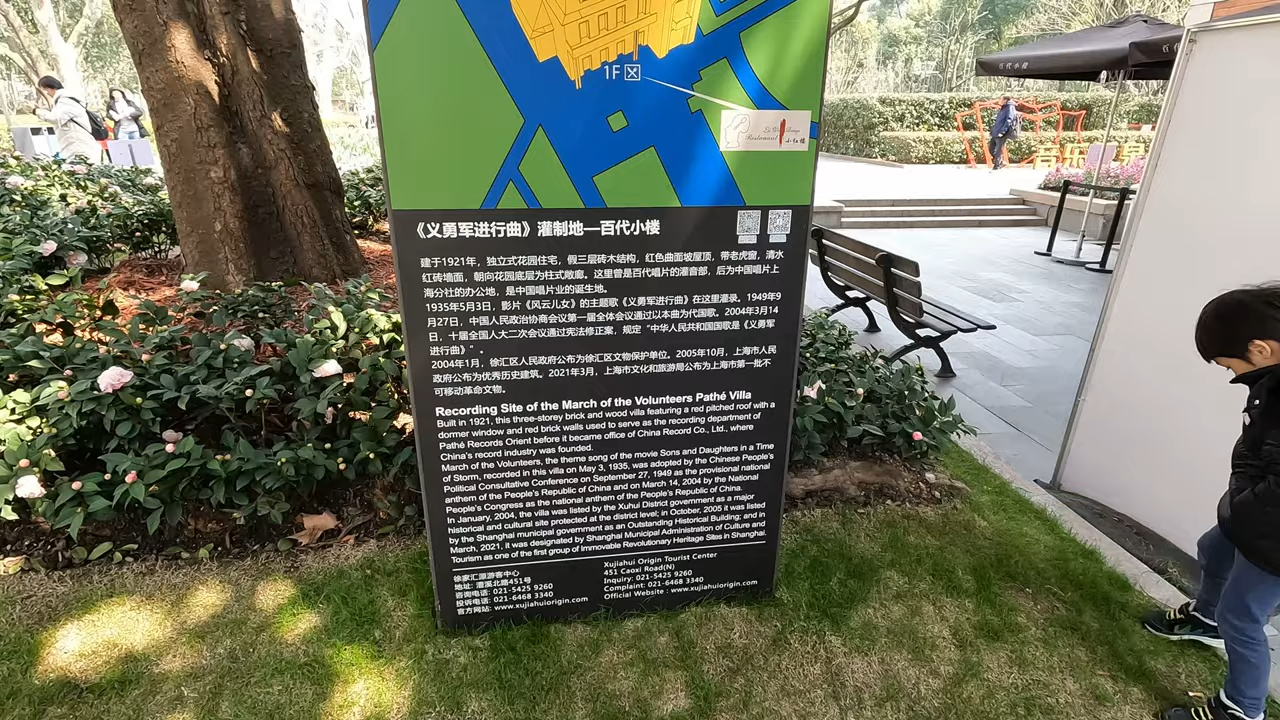 1F
Restaurant
小红楼
《义勇军进行曲》灌制地—百代小楼
建于1921年，独立式花园住宅，假三层砖木结构，红色曲面坡屋顶，带老虎窗，清水
红砖墙面，朝向花园底层为柱式敞廊。这里曾是百代唱片的灌音部，后为中国唱片上
海分社的办公地，是中国唱片业的诞生地。
1935年5月3日，影片《风云儿女》的主题歌《义勇军进行曲》在这里灌录。1949年9
月27日，中国人民政治协商会议第一届全体会议通过以本曲为代国歌。2004年3月14
日，十届全国人大二次会议通过宪法修正案，规定“中华人民共和国国歌是《义勇军
进行曲》”。
2004年1月，徐汇区人民政府公布为徐汇区文物保护单位。2005年10月，上海市人民
政府公布为优秀历史建筑。2021年3月，上海市文化和旅游局公布为上海市第一批不
可移动革命文物。
Recording Site of the March of the Volunteers Pathé Villa
Built in 1921, this three-storey brick and wood villa featuring a red pitched roof with a
dormer window and red brick walls used to serve as the recording department of
Pathé Records Orient before it became office of China Record Co., Ltd., where
China's record industry was founded.
March of the Volunteers, the theme song of the movie Sons and Daughters in a Time
of Storm, recorded in this villa on May 3, 1935, was adopted by the Chinese People's
Political Consultative Conference on September 27, 1949 as the provisional national
anthem of the People's Republic of China and on March 14, 2004 by the National
People's Congress as the national anthem of the People's Republic of China.
In January, 2004, the villa was listed by the Xuhui District government as a major
historical and cultural site protected at the district level; in October, 2005 it was listed
by the Shanghai municipal government as an Outstanding Historical Building; and in
March, 2021, it was designated by Shanghai Municipal Administration of Culture and
Tourism as one of the first group of Immovable Revolutionary Heritage Sites in Shanghai.
徐家汇源游客中心
地址: 漕溪北路451号
咨询电话: 021-5425 9260
投诉电话: 021-6468 3340
官方网站: www.xujiahuiorigin.com
Xujiahui Origin Tourist Center
451 Caoxi Road(N)
Inquiry: 021-5425 9260
Complaint: 021-6468 3340
Official Website : www.xujiahuiorigin.com
百代小楼
音乐
泉